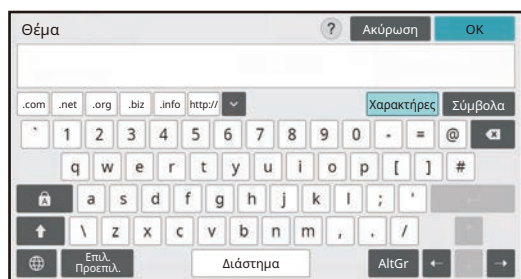 Θέμα ? Ακύρωση OK
.com .net .org .biz .info http:// Χαρακτήρες Σύμβολα
` 1 2 3 4 5 6 7 8 9 0 - = @
q w e r t y u i o p [ ] #
A a s d f g h j k l ; '
\ z x c v b n m , . /
Επιλ.
Προεπιλ. Διάστημα AltGr ← →